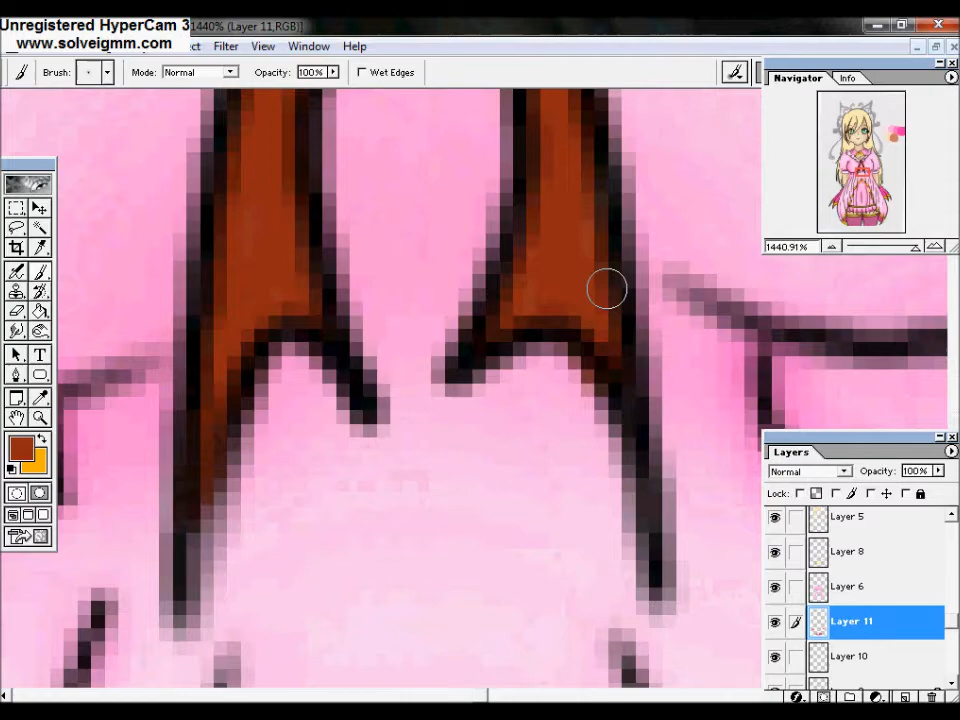 Unregistered HyperCam 3
www.solveigmm.com
1440% (Layer 11,RGB)]
ct Filter View Window Help
Brush: Mode: Normal Opacity: 100% Wet Edges
Navigator Info
1440.91%
Layers
Normal Opacity: 100%
Lock:
Layer 5
Layer 8
Layer 6
Layer 11
Layer 10